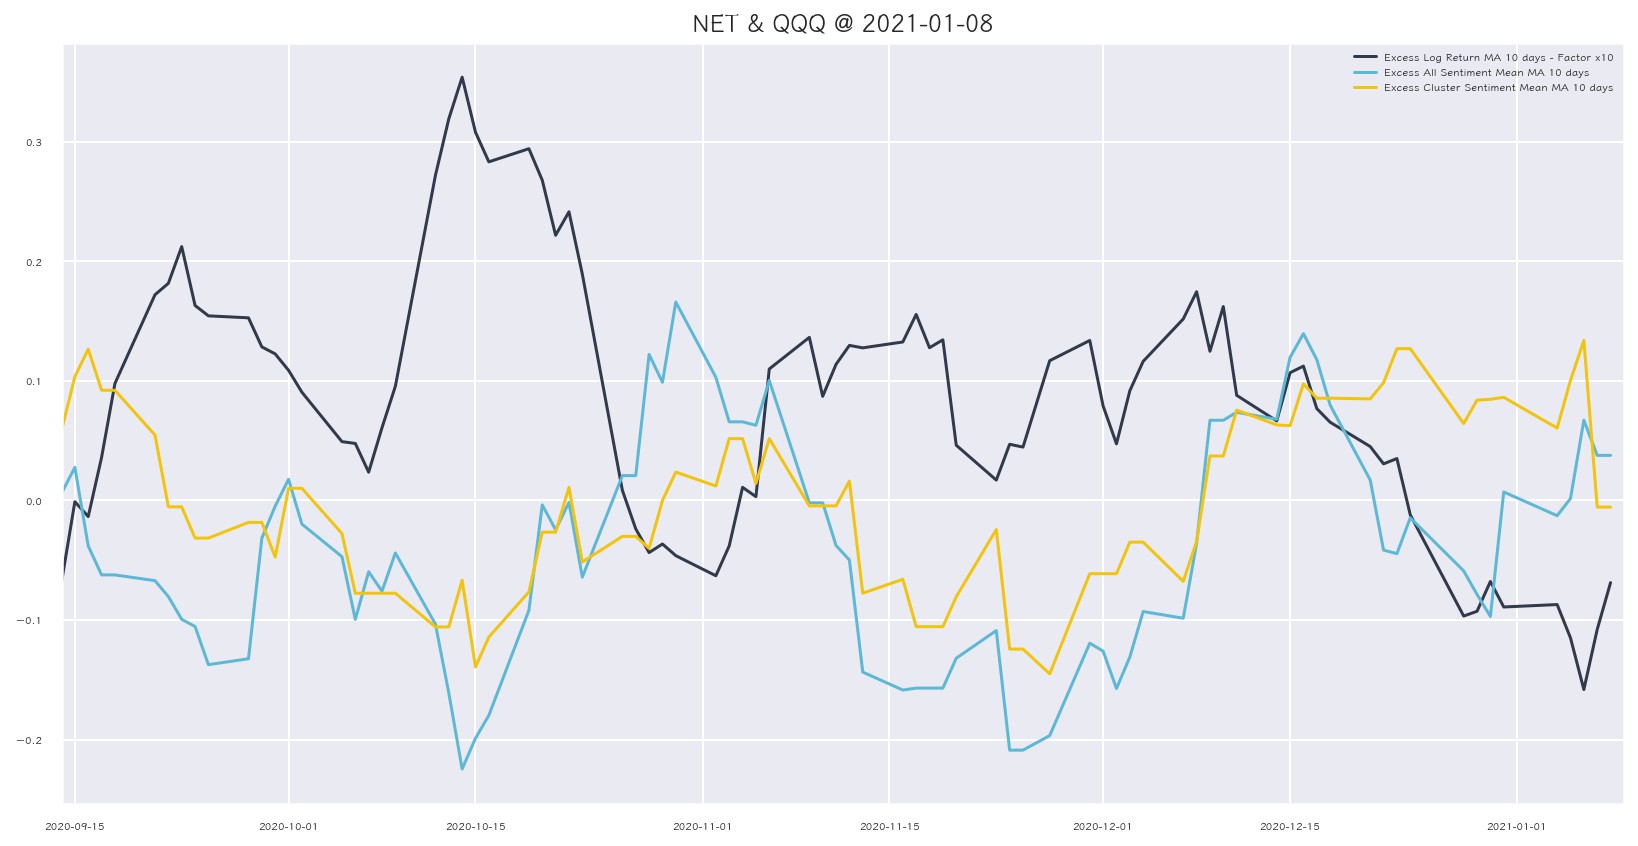 NET & QQQ @ 2021-01-08
Excess Log Return MA 10 days - Factor x10
Excess All Sentiment Mean MA 10 days
Excess Cluster Sentiment Mean MA 10 days
0.3
0.2
0.1
0.0
−0.1
−0.2
2020-09-15 2020-10-01 2020-10-15 2020-11-01 2020-11-15 2020-12-01 2020-12-15 2021-01-01